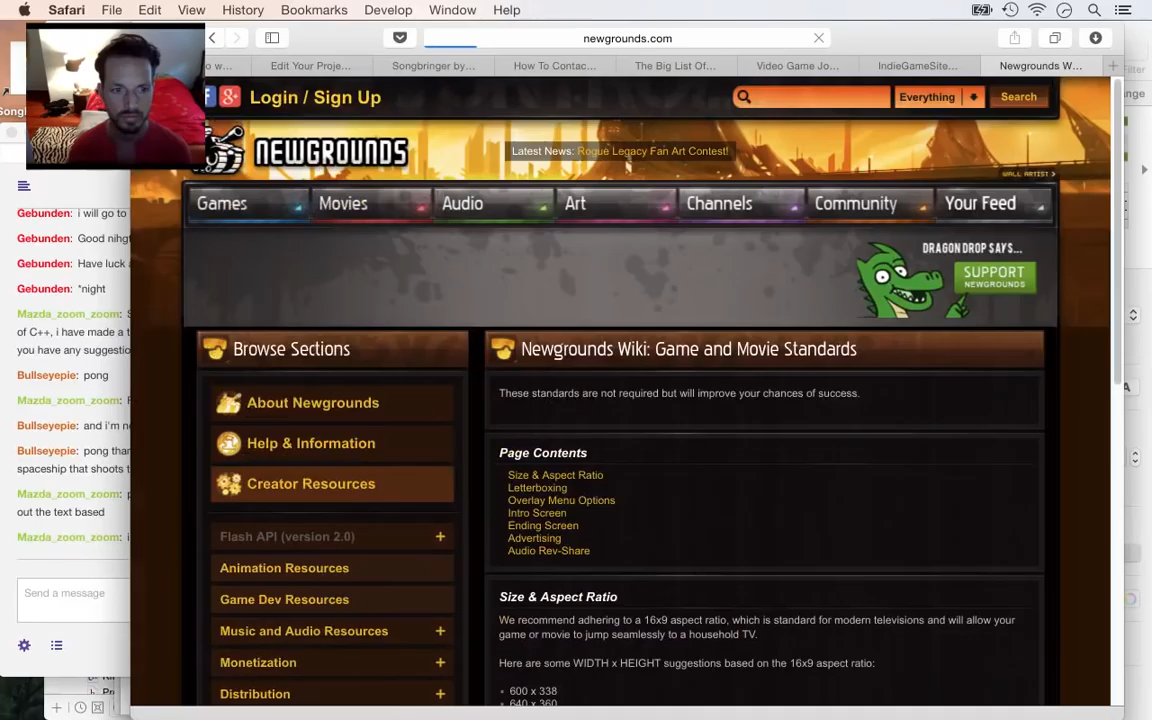 Safari File Edit View History Bookmarks Develop Window Help
newgrounds.com
Edit Your Proje...
Songbringer by...
How To Contac...
The Big List Of...
Video Game Jo...
IndieGameSite...
Newgrounds W...
Login / Sign Up
Everything
Search
NEWGROUNDS
Latest News: Rogue Legacy Fan Art Contest!
WALL ARTIST >
Games Movies Audio Art Channels Community Your Feed
DRAGON DROP SAYS...
SUPPORT
NEWGROUNDS
Gebunden: i will go to
Gebunden: Good nihgt
Gebunden: Have luck
Gebunden: *night
Mazda_zoom_zoom:
of C++, i have made a
you have any suggestio
Bullseyepie: pong
Mazda_zoom_zoom:
Bullseyepie: and i'm
Bullseyepie: pong
spaceship that shoots
Mazda_zoom_zoom:
out the text based
Mazda_zoom_zoom: i
Send a message
Browse Sections
About Newgrounds
Help & Information
Creator Resources
Flash API (version 2.0) +
Animation Resources
Game Dev Resources
Music and Audio Resources +
Monetization +
Distribution +
Newgrounds Wiki: Game and Movie Standards
These standards are not required but will improve your chances of success.
Page Contents
Size & Aspect Ratio
Letterboxing
Overlay Menu Options
Intro Screen
Ending Screen
Advertising
Audio Rev-Share
Size & Aspect Ratio
We recommend adhering to a 16x9 aspect ratio, which is standard for modern televisions and will allow your
game or movie to jump seamlessly to a household TV.
Here are some WIDTH x HEIGHT suggestions based on the 16x9 aspect ratio:
600 x 338
640 x 360